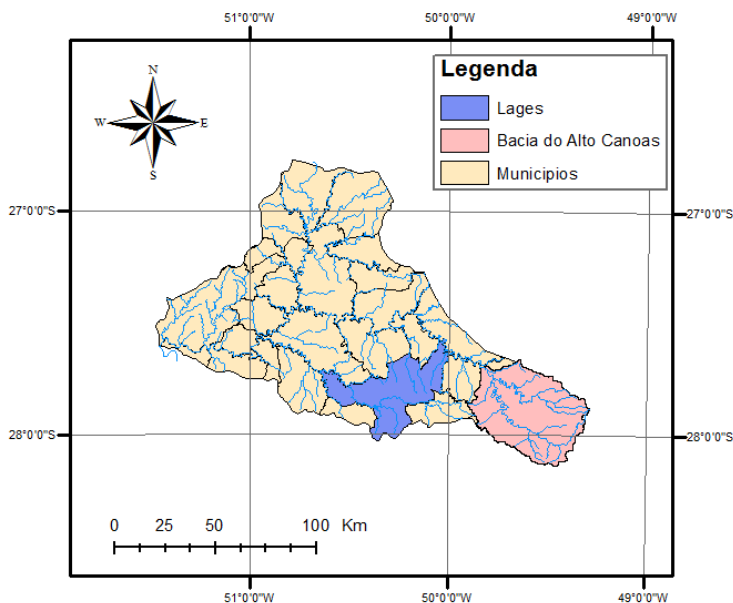 51°0'0"W 50°0'0"W 49°0'0"W
Legenda
Lages
Bacia do Alto Canoas
Municipios
N
W E
S
27°0'0"S 27°0'0"S
28°0'0"S 28°0'0"S
0 25 50 100 Km
51°0'0"W 50°0'0"W 49°0'0"W